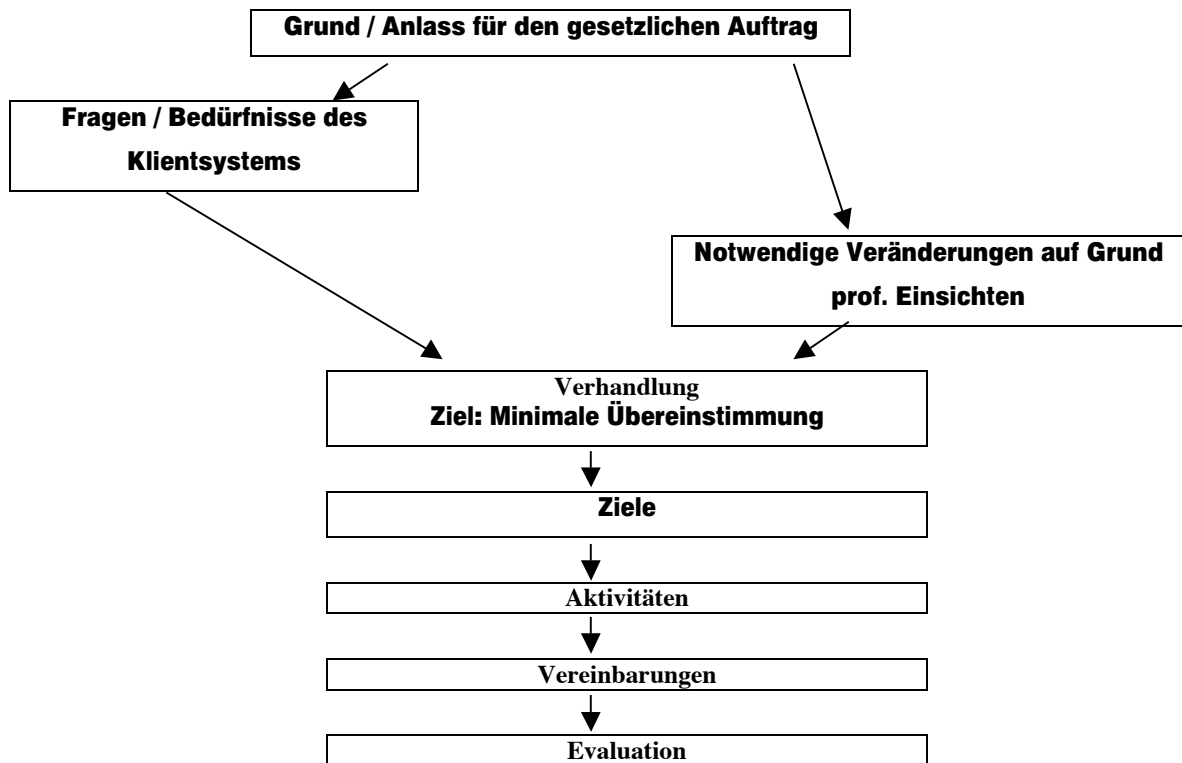 Grund / Anlass für den gesetzlichen Auftrag
Fragen / Bedürfnisse des
Klientsystems
Notwendige Veränderungen auf Grund
prof. Einsichten
Verhandlung
Ziel: Minimale Übereinstimmung
Ziele
Aktivitäten
Vereinbarungen
Evaluation